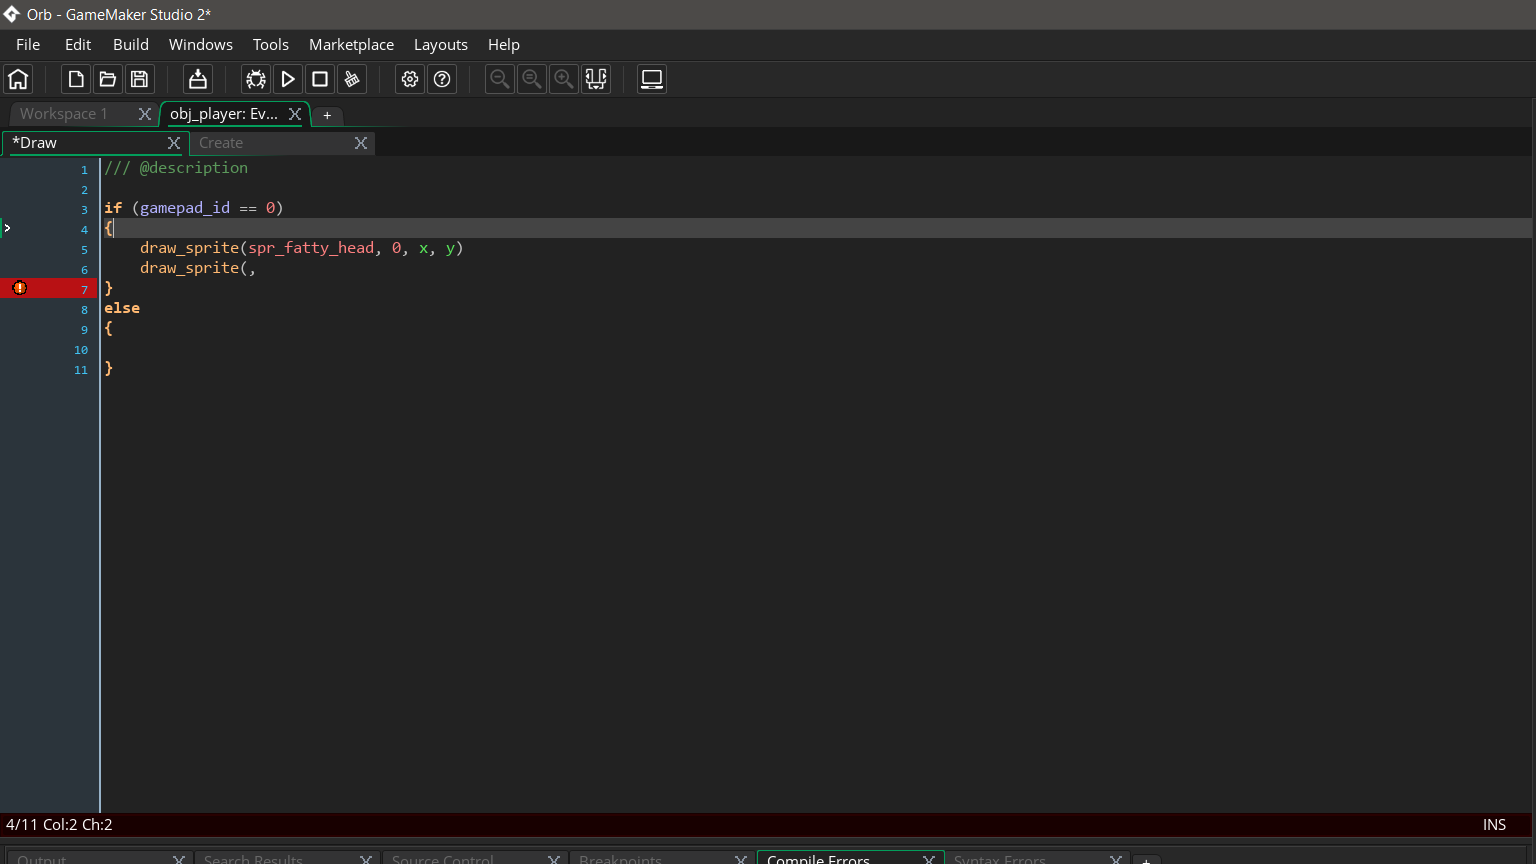 Orb - GameMaker Studio 2*
File Edit Build Windows Tools Marketplace Layouts Help
Workspace 1 X obj_player: Ev... X +
*Draw X Create X
1 /// @description
2
3 if (gamepad_id == 0)
> 4 {
5 draw_sprite(spr_fatty_head, 0, x, y)
6 draw_sprite(,
! 7 }
8 else
9 {
10
11 }
4/11 Col:2 Ch:2 INS
Output X Search Results X Source Control X Breakpoints X Compile Errors X Syntax Errors X +